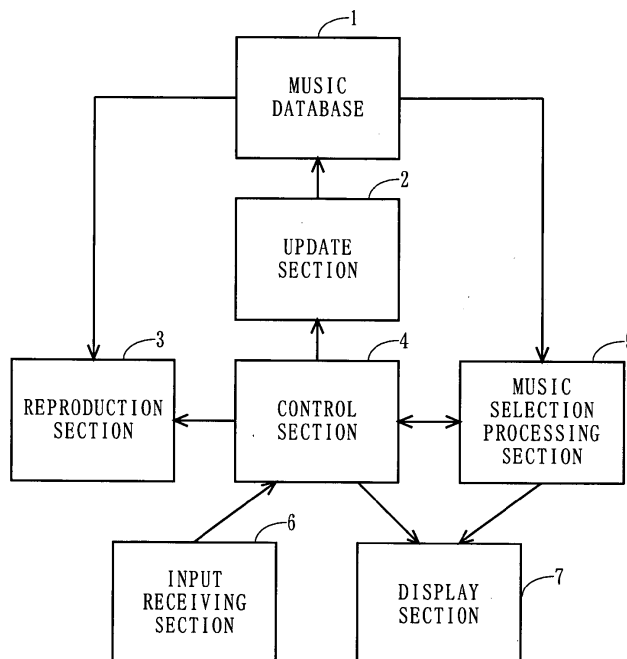 1
MUSIC
DATABASE
2
UPDATE
SECTION
3
REPRODUCTION
SECTION
4
CONTROL
SECTION
MUSIC
SELECTION
PROCESSING
SECTION
6
INPUT
RECEIVING
SECTION
7
DISPLAY
SECTION